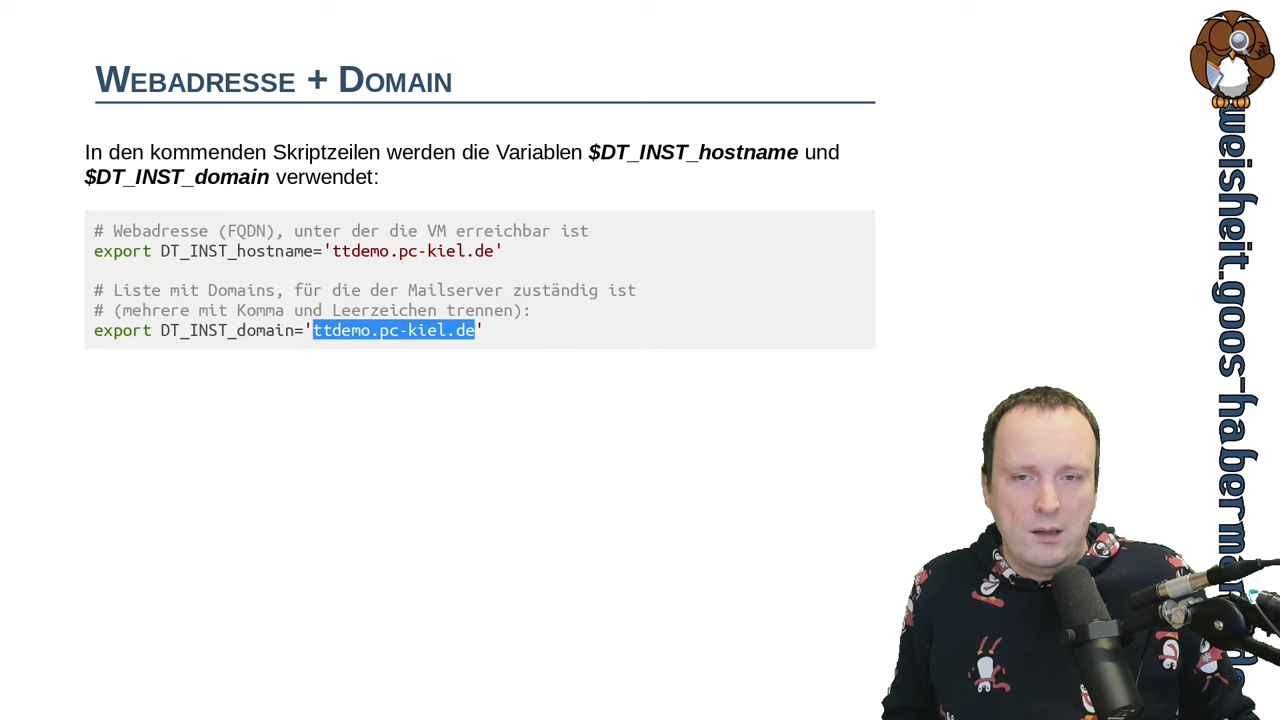 Webadresse + Domain
In den kommenden Skriptzeilen werden die Variablen $DT_INST_hostname und
$DT_INST_domain verwendet:
# Webadresse (FQDN), unter der die VM erreichbar ist
export DT_INST_hostname='ttdemo.pc-kiel.de'
# Liste mit Domains, für die der Mailserver zuständig ist
# (mehrere mit Komma und Leerzeichen trennen):
export DT_INST_domain='ttdemo.pc-kiel.de'
weisheit.goos-haberm